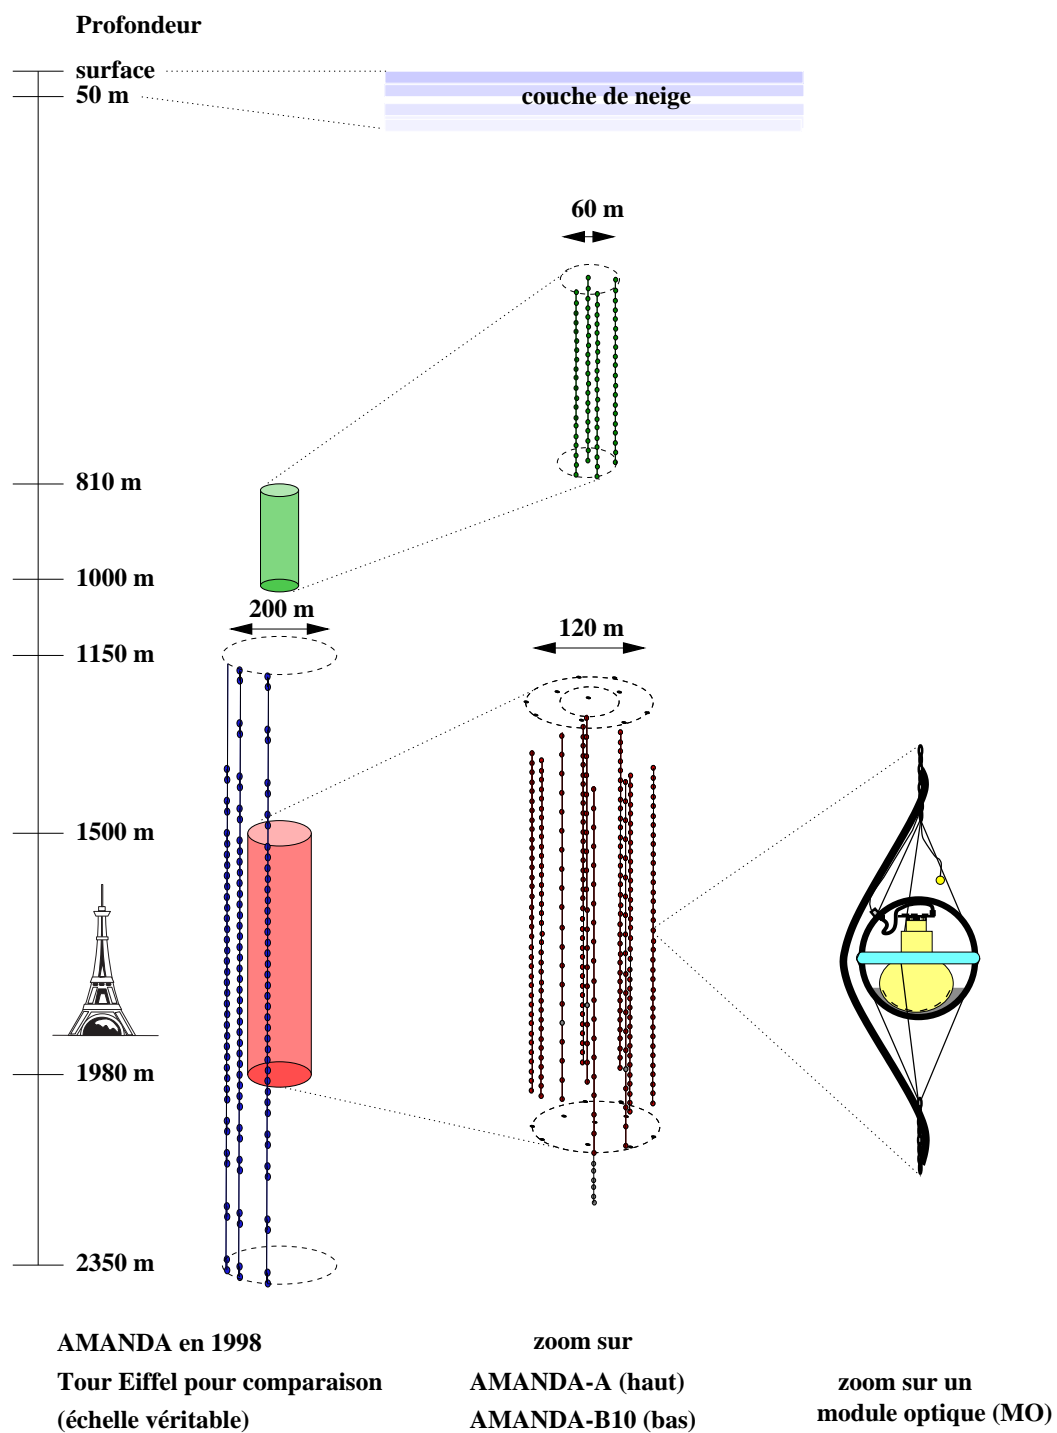 Profondeur
surface
50 m
couche de neige
60 m
810 m
1000 m
200 m
120 m
1150 m
1500 m
1980 m
2350 m
AMANDA en 1998
Tour Eiffel pour comparaison
(échelle véritable)
zoom sur
AMANDA-A (haut)
AMANDA-B10 (bas)
zoom sur un
module optique (MO)